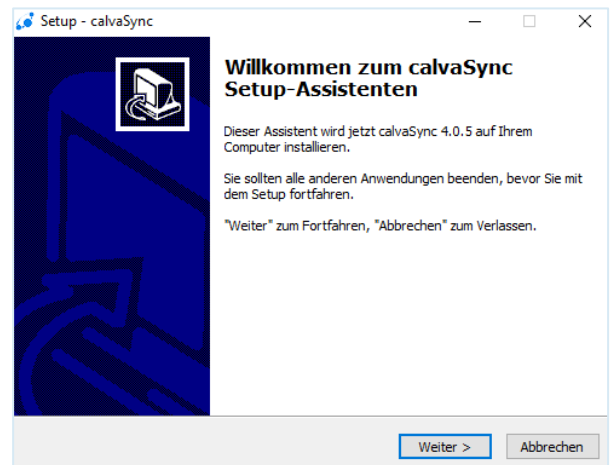 Setup - calvaSync
Willkommen zum calvaSync
Setup-Assistenten
Dieser Assistent wird jetzt calvaSync 4.0.5 auf Ihrem
Computer installieren.
Sie sollten alle anderen Anwendungen beenden, bevor Sie mit
dem Setup fortfahren.
"Weiter" zum Fortfahren, "Abbrechen" zum Verlassen.
Weiter >
Abbrechen